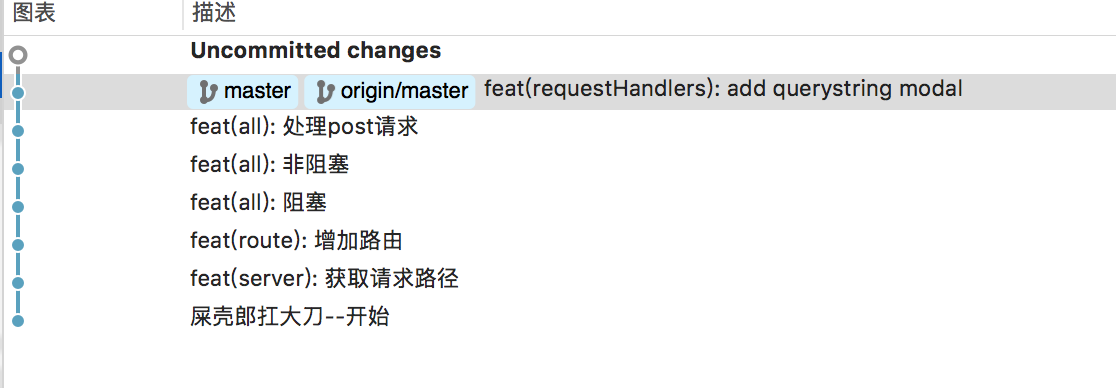 图表 描述
Uncommitted changes
master origin/master feat(requestHandlers): add querystring modal
feat(all): 处理post请求
feat(all): 非阻塞
feat(all): 阻塞
feat(route): 增加路由
feat(server): 获取请求路径
屎壳郎扛大刀--开始